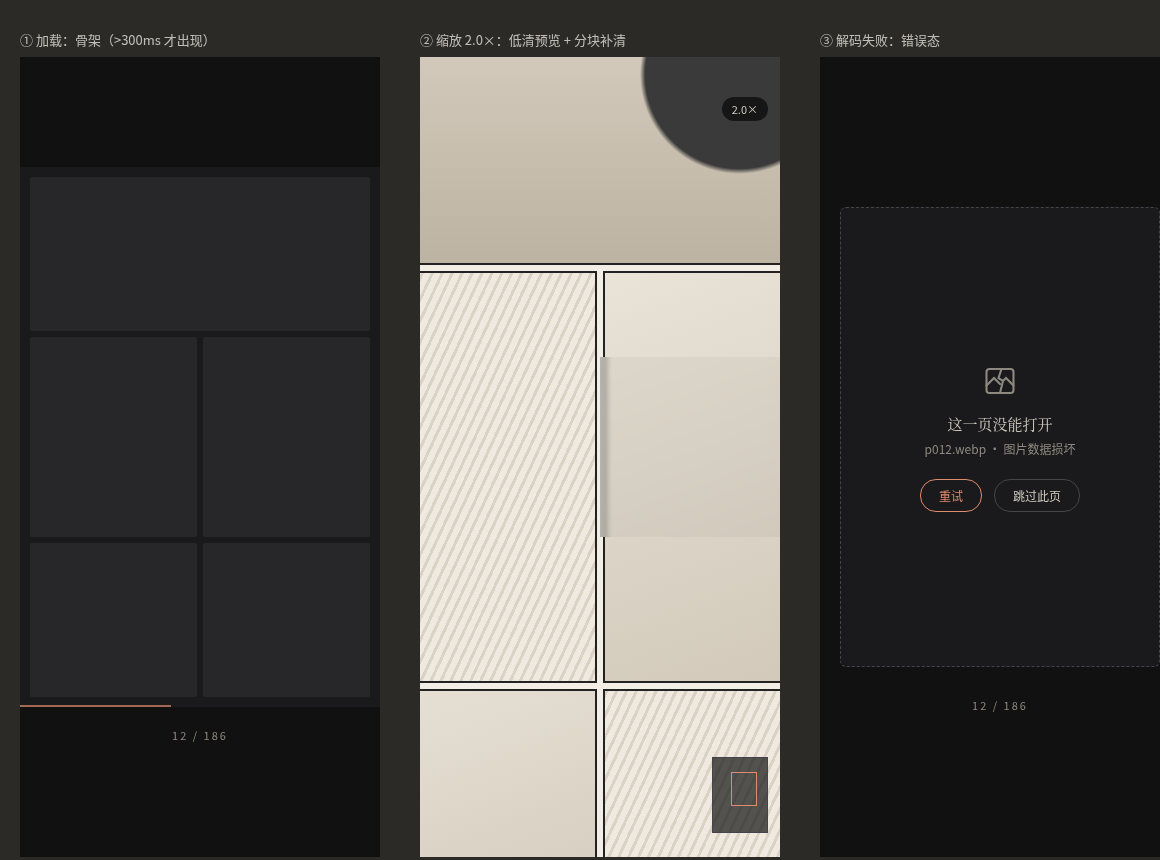 ① 加载：骨架（>300ms 才出现）
② 缩放 2.0×：低清预览 + 分块补清
③ 解码失败：错误态
2.0×
这一页没能打开
p012.webp · 图片数据损坏
重试
跳过此页
12 / 186
12 / 186